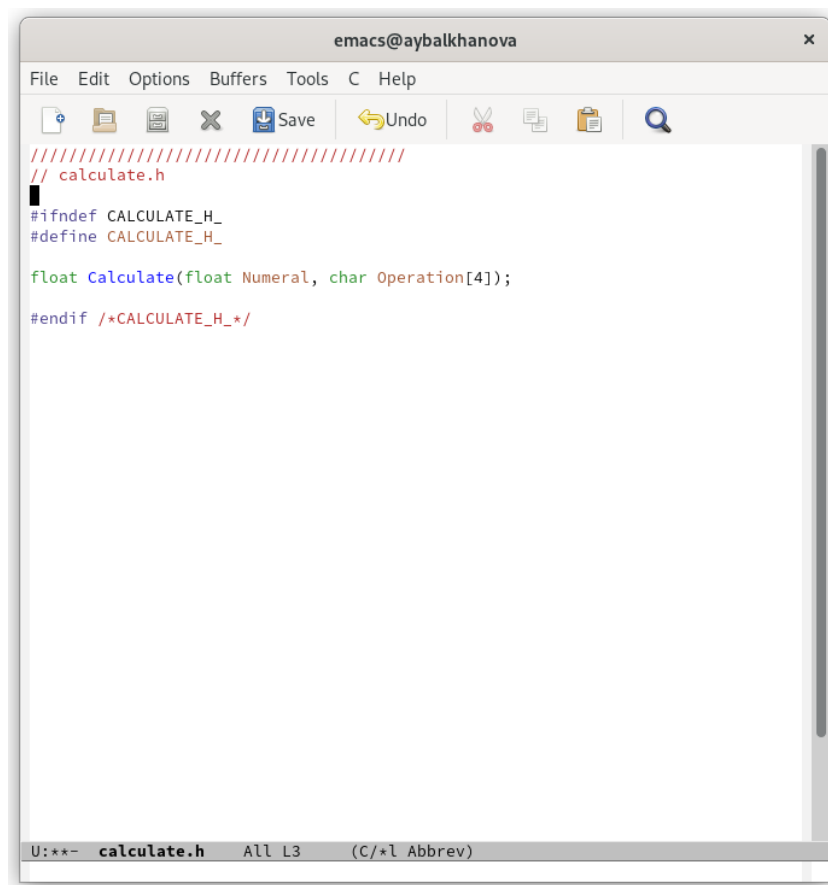 emacs@aybalkhanova ×
File Edit Options Buffers Tools C Help
Save Undo
///////////////////////////////////////
// calculate.h
#ifndef CALCULATE_H_
#define CALCULATE_H_
float Calculate(float Numeral, char Operation[4]);
#endif /*CALCULATE_H_*/
U:**- calculate.h All L3 (C/*l Abbrev)